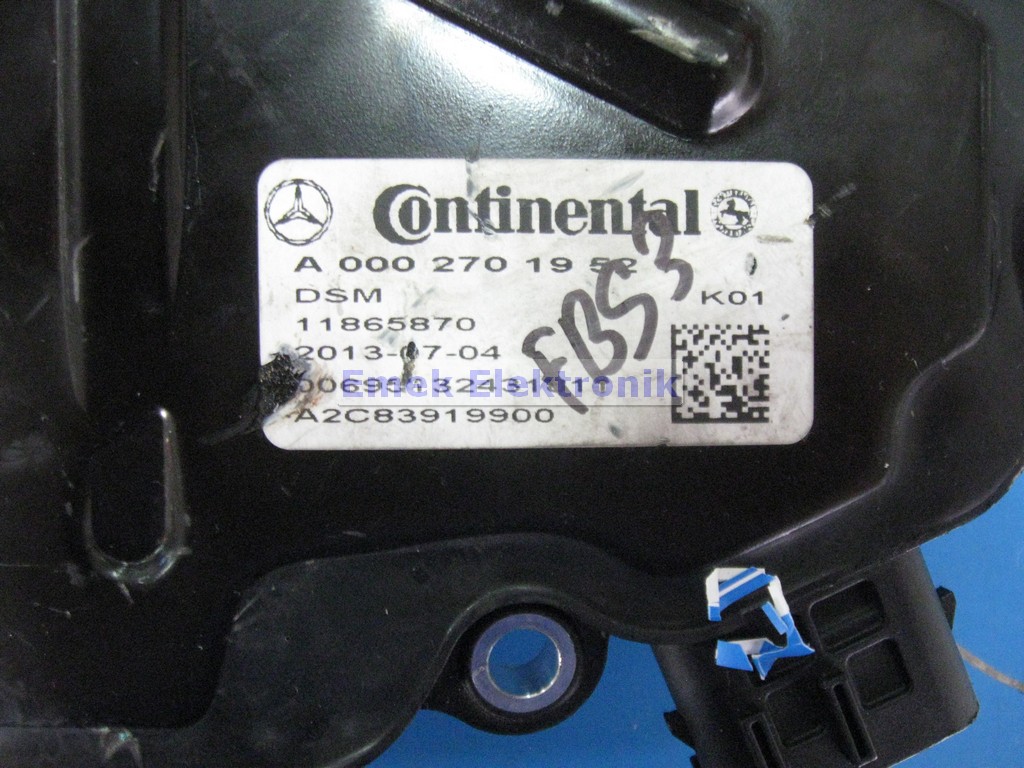 Continental
A 000 270 19 52
DSM
K01
11865870
2013-07-04
A2C83919900
FBS3
Emek Elektronik